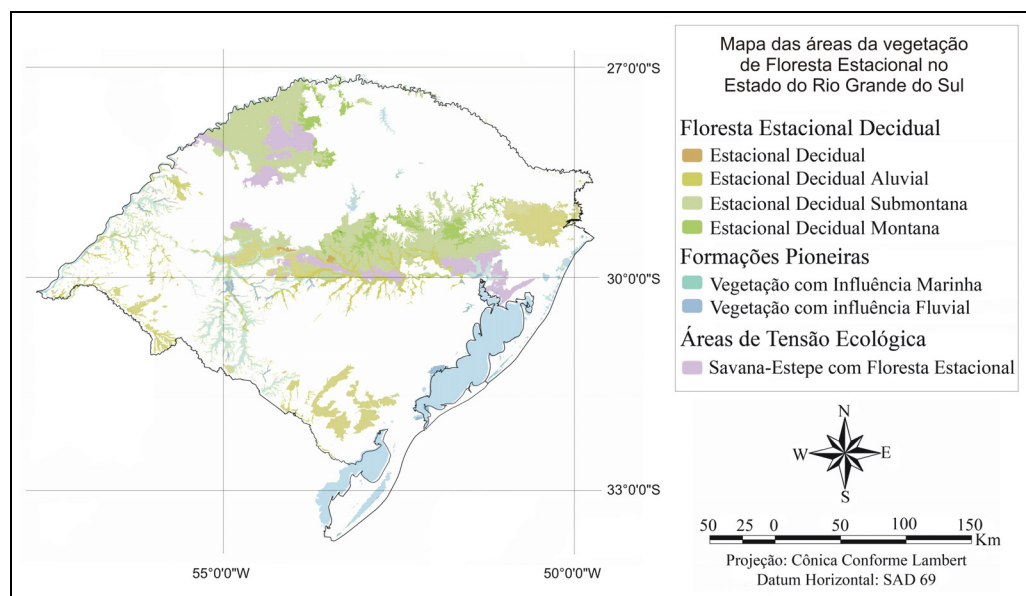 Mapa das áreas da vegetação
de Floresta Estacional no
Estado do Rio Grande do Sul
Floresta Estacional Decidual
Estacional Decidual
Estacional Decidual Aluvial
Estacional Decidual Submontana
Estacional Decidual Montana
Formações Pioneiras
Vegetação com Influência Marinha
Vegetação com influência Fluvial
Áreas de Tensão Ecológica
Savana-Estepe com Floresta Estacional
27°0'0"S
30°0'0"S
33°0'0"S
55°0'0"W
50°0'0"W
N
W
E
S
50 25 0 50 100 150
Km
Projeção: Cônica Conforme Lambert
Datum Horizontal: SAD 69